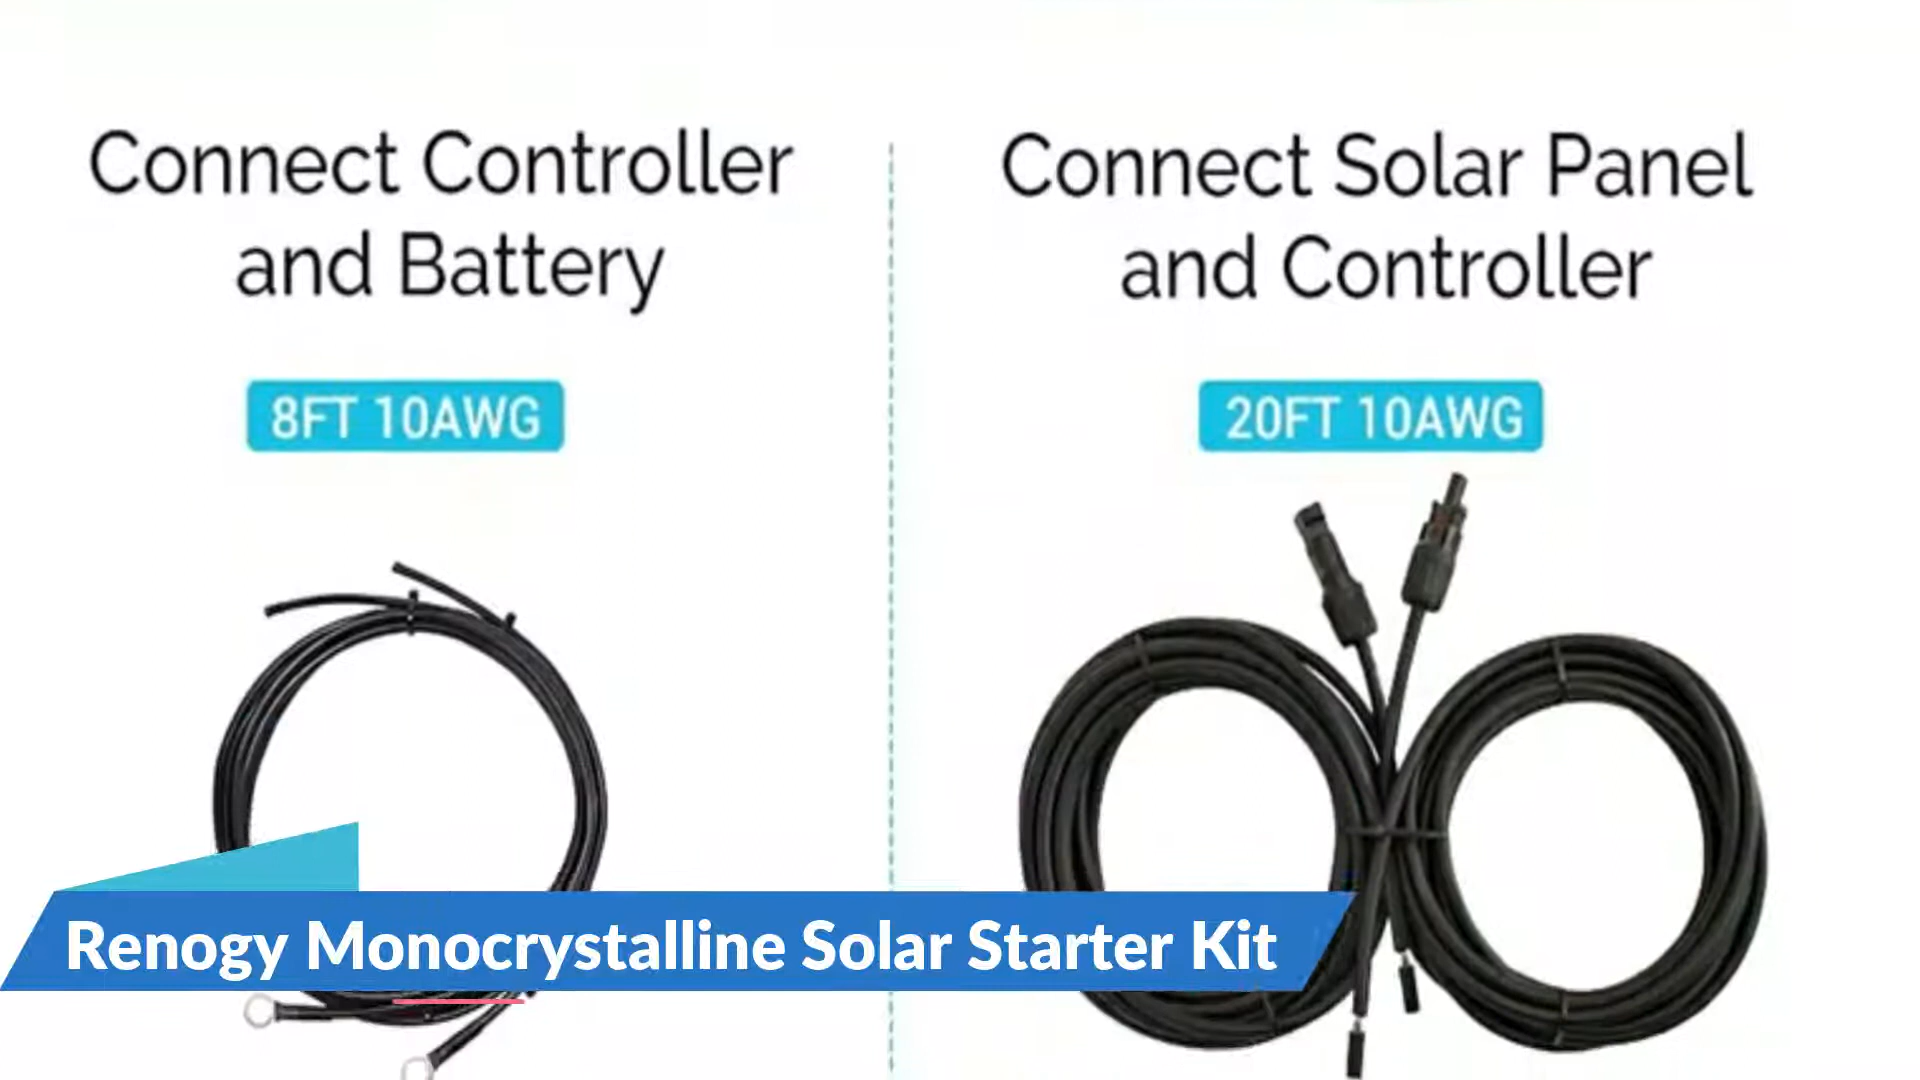 Connect Controller
and Battery
8FT 10AWG
Connect Solar Panel
and Controller
20FT 10AWG
Renogy Monocrystalline Solar Starter Kit